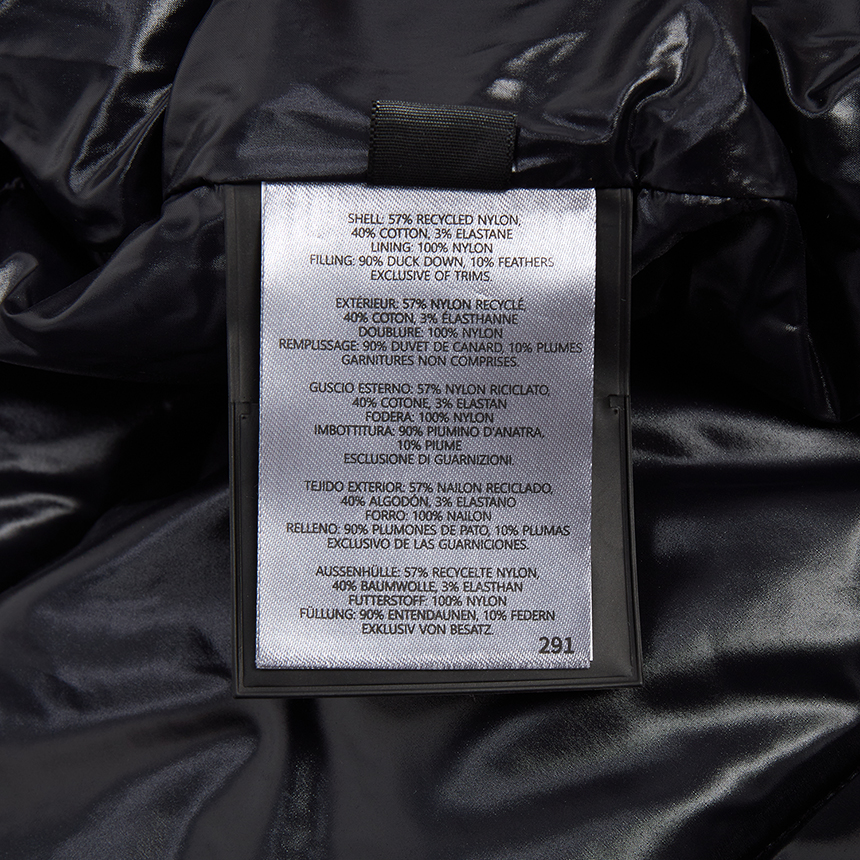 SHELL: 57% RECYCLED NYLON,
40% COTTON, 3% ELASTANE
LINING: 100% NYLON
FILLING: 90% DUCK DOWN, 10% FEATHERS
EXCLUSIVE OF TRIMS.
EXTÉRIEUR: 57% NYLON RECYCLÉ,
40% COTON, 3% ÉLASTHANNE
DOUBLURE: 100% NYLON
REMPLISSAGE: 90% DUVET DE CANARD, 10% PLUMES
GARNITURES NON COMPRISES.
GUSCIO ESTERNO: 57% NYLON RICICLATO,
40% COTONE, 3% ELASTAN
FODERA: 100% NYLON
IMBOTTITURA: 90% PIUMINO D'ANATRA,
10% PIUME
ESCLUSIONE DI GUARNIZIONI.
TEJIDO EXTERIOR: 57% NAILON RECICLADO,
40% ALGODÓN, 3% ELASTANO
FORRO: 100% NAILON
RELLENO: 90% PLUMONES DE PATO, 10% PLUMAS
EXCLUSIVO DE LAS GUARNICIONES.
AUSSENHÜLLE: 57% RECYCELTE NYLON,
40% BAUMWOLLE, 3% ELASTHAN
FUTTERSTOFF: 100% NYLON
FÜLLUNG: 90% ENTENDAUNEN, 10% FEDERN
EXKLUSIV VON BESATZ.
291